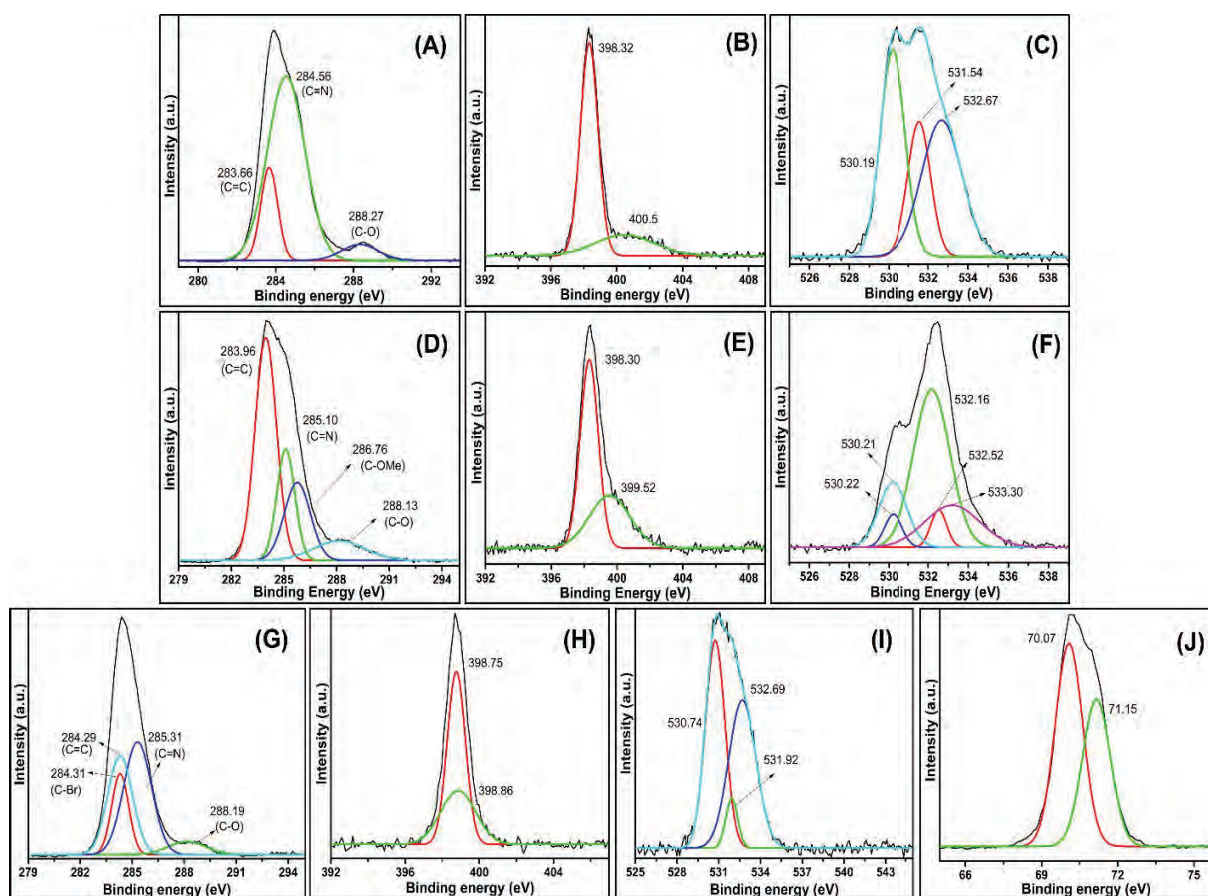 (A)
Intensity (a.u.)
284.56
(C=N)
283.66
(C=C)
288.27
(C-O)
280 284 288 292
Binding energy (eV)
(B)
Intensity (a.u.)
398.32
400.5
392 396 400 404 408
Binding energy (eV)
(C)
Intensity (a.u.)
531.54
532.67
530.19
526 528 530 532 534 536 538
Binding energy (eV)
(D)
Intensity (a.u.)
283.96
(C=C)
285.10
(C=N)
286.76
(C-OMe)
288.13
(C-O)
279 282 285 288 291 294
Binding Energy (eV)
(E)
Intensity (a.u.)
398.30
399.52
392 396 400 404 408
Binding Energy (eV)
(F)
Intensity (a.u.)
532.16
530.21
532.52
530.22
533.30
526 528 530 532 534 536 538
Binding Energy (eV)
(G)
Intensity (a.u.)
284.29
(C=C)
285.31
(C=N)
284.31
(C-Br)
288.19
(C-O)
279 282 285 288 291 294
Binding energy (eV)
(H)
Intensity (a.u.)
398.75
398.86
392 396 400 404
Binding energy (eV)
(I)
Intensity (a.u.)
532.69
530.74
531.92
525 528 531 534 537 540 543
Binding energy (eV)
(J)
Intensity (a.u.)
70.07
71.15
66 69 72 75
Binding energy (eV)